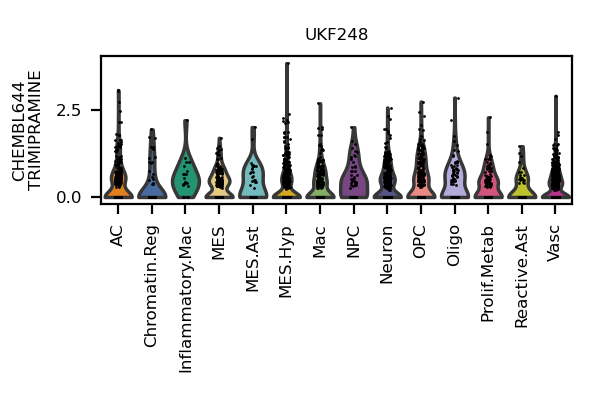 UKF248
CHEMBL644
TRIMIPRAMINE
2.5
0.0
AC
Chromatin.Reg
Inflammatory.Mac
MES
MES.Ast
MES.Hyp
Mac
NPC
Neuron
OPC
Oligo
Prolif.Metab
Reactive.Ast
Vasc